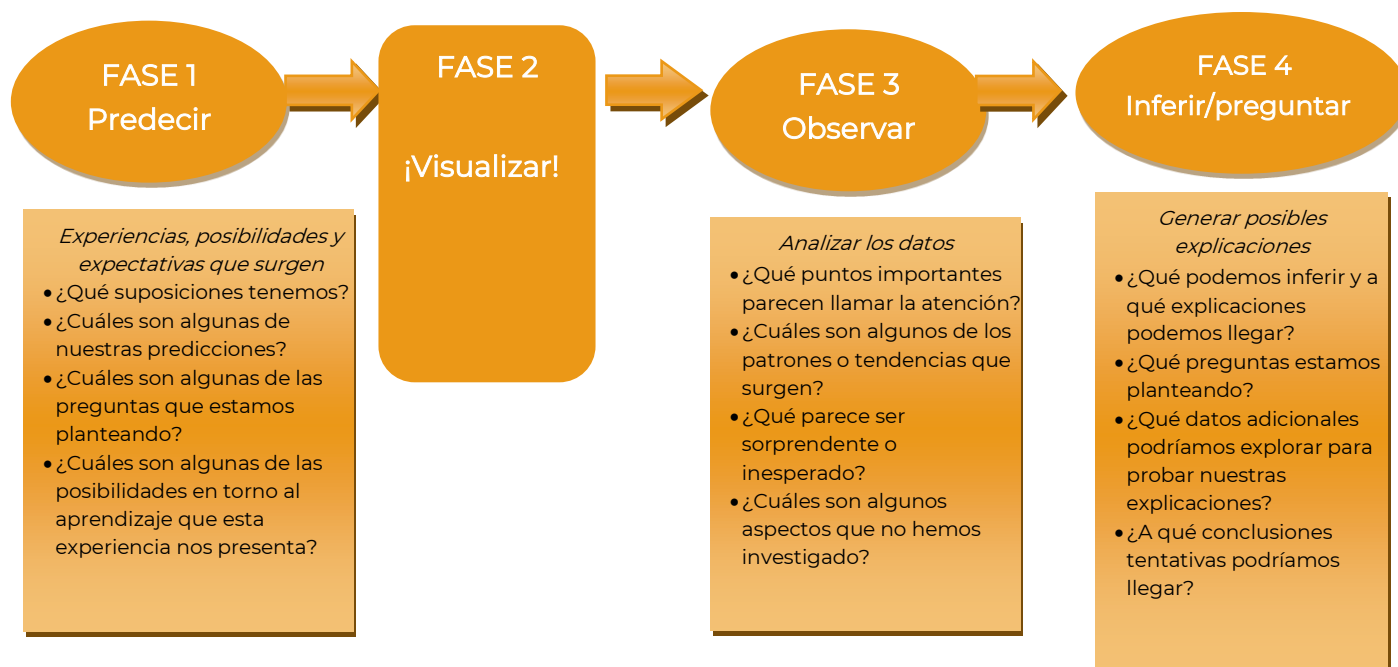 FASE 1
Predecir
Experiencias, posibilidades y
expectativas que surgen
•¿Qué suposiciones tenemos?
•¿Cuáles son algunas de
nuestras predicciones?
•¿Cuáles son algunas de las
preguntas que estamos
planteando?
•¿Cuáles son algunas de las
posibilidades en torno al
aprendizaje que esta
experiencia nos presenta?
FASE 2
¡Visualizar!
FASE 3
Observar
Analizar los datos
•¿Qué puntos importantes
parecen llamar la atención?
•¿Cuáles son algunos de los
patrones o tendencias que
surgen?
•¿Qué parece ser
sorprendente o
inesperado?
•¿Cuáles son algunos
aspectos que no hemos
investigado?
FASE 4
Inferir/preguntar
Generar posibles
explicaciones
•¿Qué podemos inferir y a
qué explicaciones
podemos llegar?
•¿Qué preguntas estamos
planteando?
•¿Qué datos adicionales
podríamos explorar para
probar nuestras
explicaciones?
•¿A qué conclusiones
tentativas podríamos
llegar?